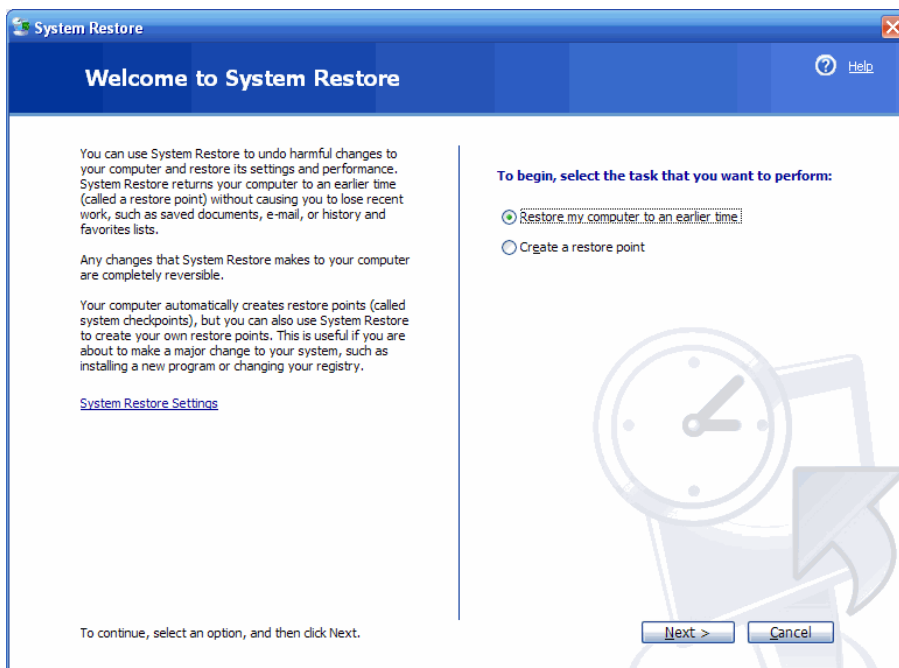 System Restore
Welcome to System Restore
Help
You can use System Restore to undo harmful changes to
your computer and restore its settings and performance.
System Restore returns your computer to an earlier time
(called a restore point) without causing you to lose recent
work, such as saved documents, e-mail, or history and
favorites lists.
Any changes that System Restore makes to your computer
are completely reversible.
Your computer automatically creates restore points (called
system checkpoints), but you can also use System Restore
to create your own restore points. This is useful if you are
about to make a major change to your system, such as
installing a new program or changing your registry.
System Restore Settings
To begin, select the task that you want to perform:
Restore my computer to an earlier time
Create a restore point
To continue, select an option, and then click Next.
Next >
Cancel